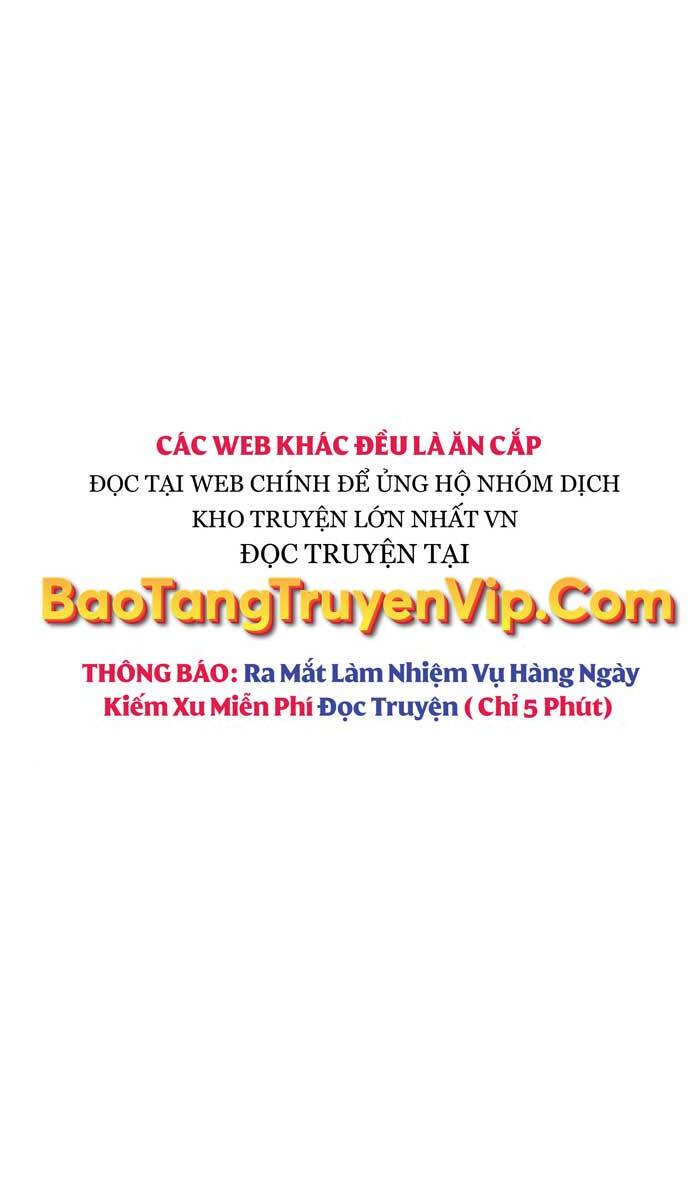 CÁC WEB KHÁC ĐỀU LÀ ĂN CẮP
ĐỌC TẠI WEB CHÍNH ĐỂ ỦNG HỘ NHÓM DỊCH
KHO TRUYỆN LỚN NHẤT VN
ĐỌC TRUYỆN TẠI
BaoTangTruyenVip.Com
THÔNG BÁO: Ra Mắt Làm Nhiệm Vụ Hàng Ngày
Kiếm Xu Miễn Phí Đọc Truyện ( Chỉ 5 Phút)